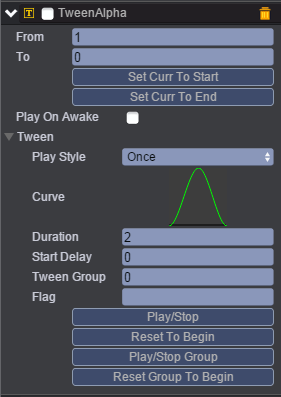 T TweenAlpha
From 1
To 0
Set Curr To Start
Set Curr To End
Play On Awake
Tween
Play Style Once
Curve
Duration 2
Start Delay 0
Tween Group 0
Flag
Play/Stop
Reset To Begin
Play/Stop Group
Reset Group To Begin